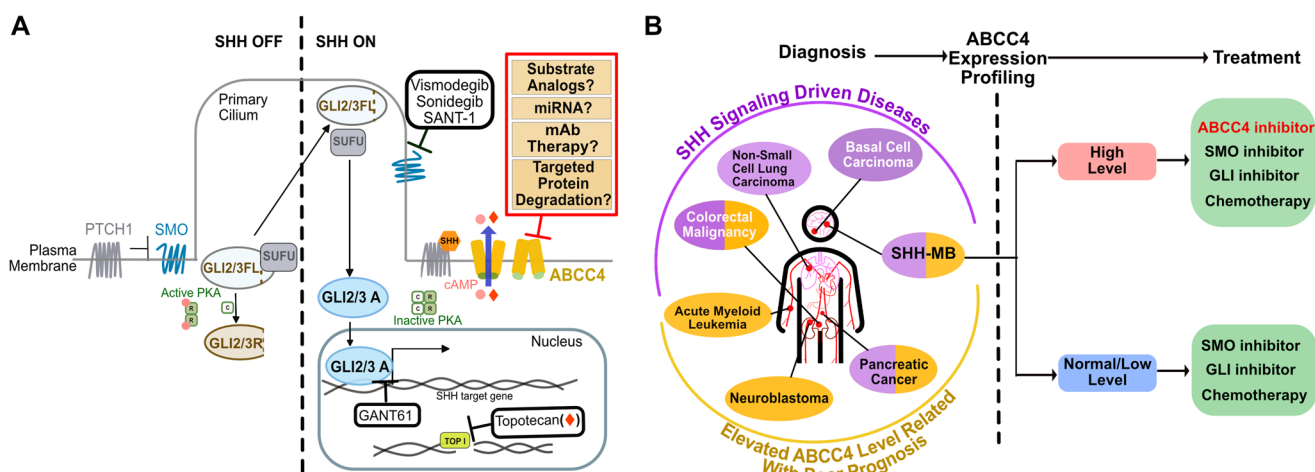 A
SHH OFF
SHH ON
Primary
Cilium
GLI2/3FL
SUFU
Vismodegib
Sonidegib
SANT-1
Substrate
Analogs?
miRNA?
mAb
Therapy?
Targeted
Protein
Degradation?
PTCH1
SMO
Plasma
Membrane
GLI2/3FL
SUFU
SHH
cAMP
ABCC4
Active PKA
R
R
C
GLI2/3R
GLI2/3 A
C
R
C
R
Inactive PKA
Nucleus
GLI2/3 A
SHH target gene
GANT61
TOP I
Topotecan(♦)
B
Diagnosis
ABCC4
Expression
Profiling
Treatment
SHH Signaling Driven Diseases
Non-Small
Cell Lung
Carcinoma
Basal Cell
Carcinoma
Colorectal
Malignancy
SHH-MB
Acute Myeloid
Leukemia
Pancreatic
Cancer
Neuroblastoma
Elevated ABCC4 Level Related
With Poor Prognosis
High
Level
ABCC4 inhibitor
SMO inhibitor
GLI inhibitor
Chemotherapy
Normal/Low
Level
SMO inhibitor
GLI inhibitor
Chemotherapy